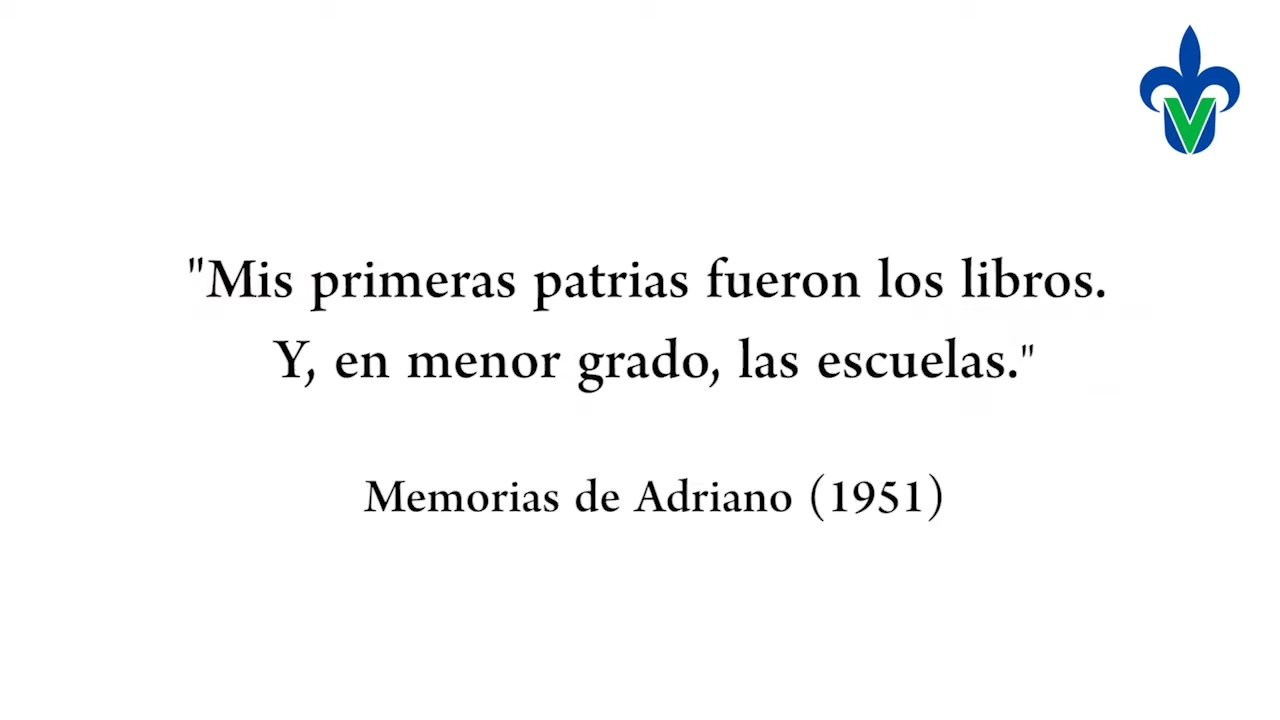 "Mis primeras patrias fueron los libros.
Y, en menor grado, las escuelas."
Memorias de Adriano (1951)